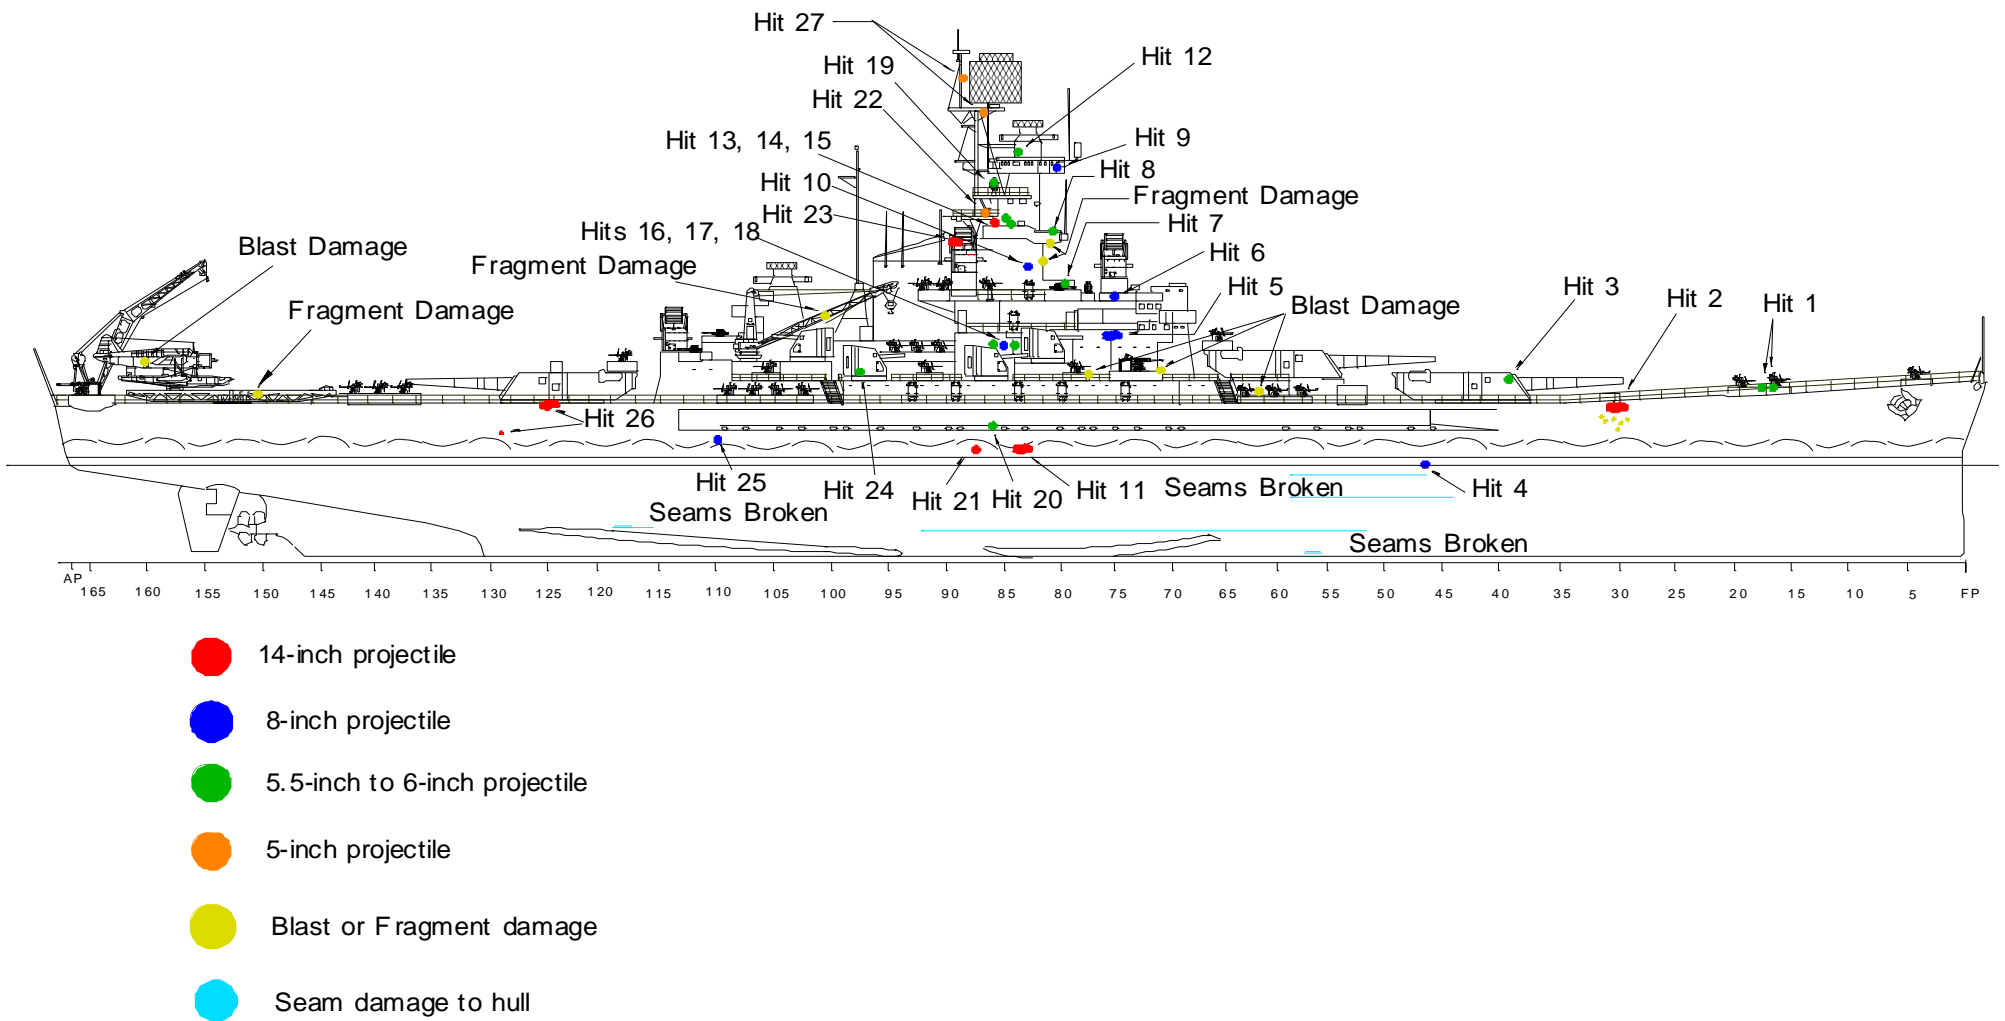 Hit 27
Hit 12
Hit 19
Hit 22
Hit 13, 14, 15
Hit 9
Hit 8
Hit 10
Fragment Damage
Hit 23
Hit 7
Hits 16, 17, 18
Blast Damage
Hit 6
Fragment Damage
Hit 5
Hit 3
Blast Damage
Hit 2
Hit 1
Fragment Damage
Hit 26
Hit 25
Hit 24
Hit 21
Hit 20
Hit 11
Seams Broken
Hit 4
Seams Broken
Seams Broken
AP 165 160 155 150 145 140 135 130 125 120 115 110 105 100 95 90 85 80 75 70 65 60 55 50 45 40 35 30 25 20 15 10 5 FP
14-inch projectile
8-inch projectile
5.5-inch to 6-inch projectile
5-inch projectile
Blast or Fragment damage
Seam damage to hull